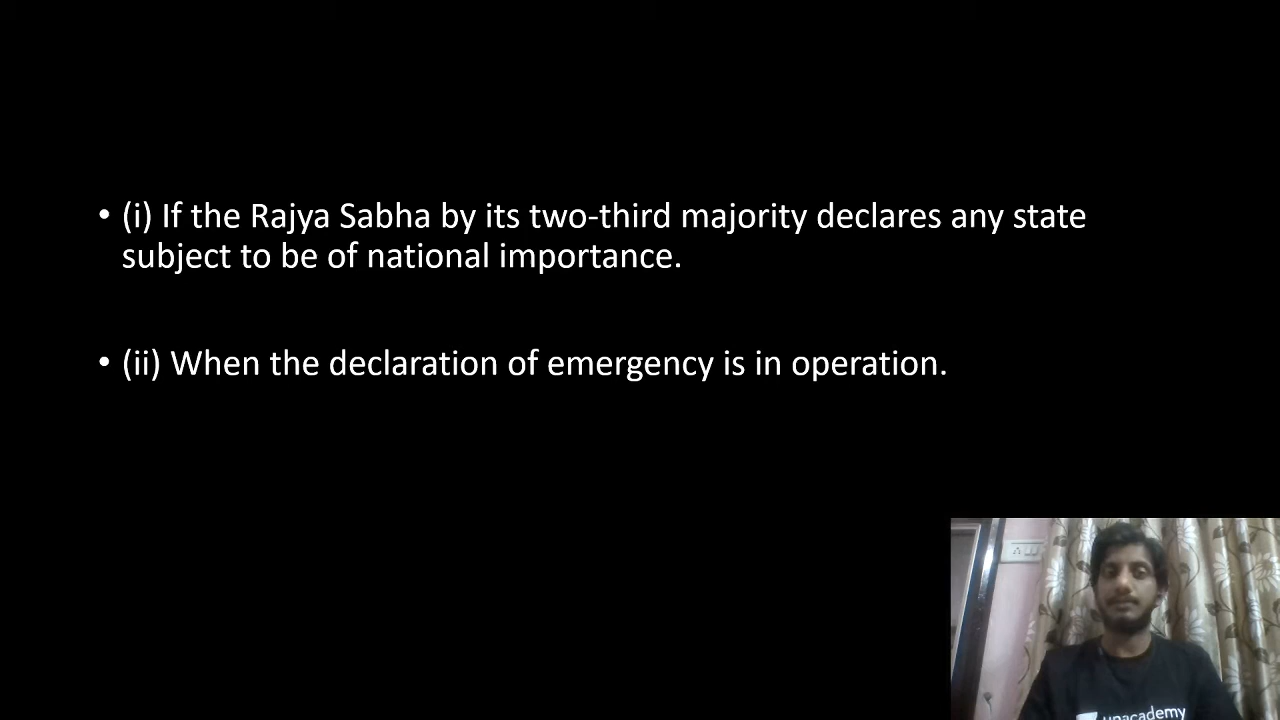 • (i) If the Rajya Sabha by its two-third majority declares any state
subject to be of national importance.
• (ii) When the declaration of emergency is in operation.
unacademy